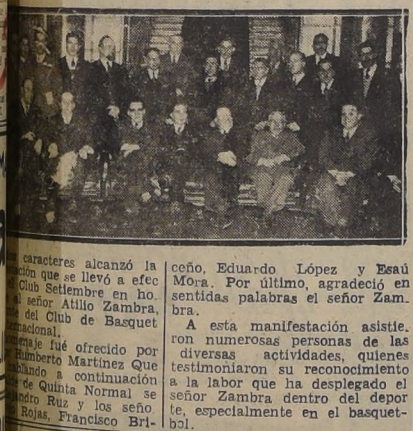 caracteres alcanzó la
ción que se llevó a efec
Club Setiembre en ho.
al señor Atilio Zambra,
de del Club de Basquet
nacional.
naje fué ofrecido por
Humberto Martínez Que
blando a continuación
de Quinta Normal se
andro Ruz y los seño.
Rojas, Francisco Bri-
ceño, Eduardo López y Esaú
Mora. Por último, agradeció en
sentidas palabras el señor Zam-
bra.
A esta manifestación asistie.
ron numerosas personas de las
diversas actividades, quienes
testimoniaron su reconocimiento
a la labor que ha desplegado el
señor Zambra dentro del depor
te, especialmente en el basquet-
bol.